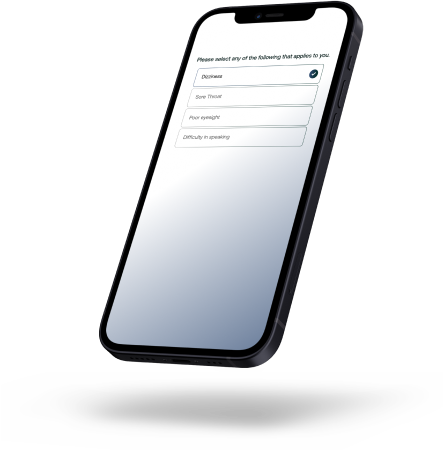 Please select any of the following that applies to you.
Dizziness
Sore Throat
Poor eyesight
Difficulty in speaking